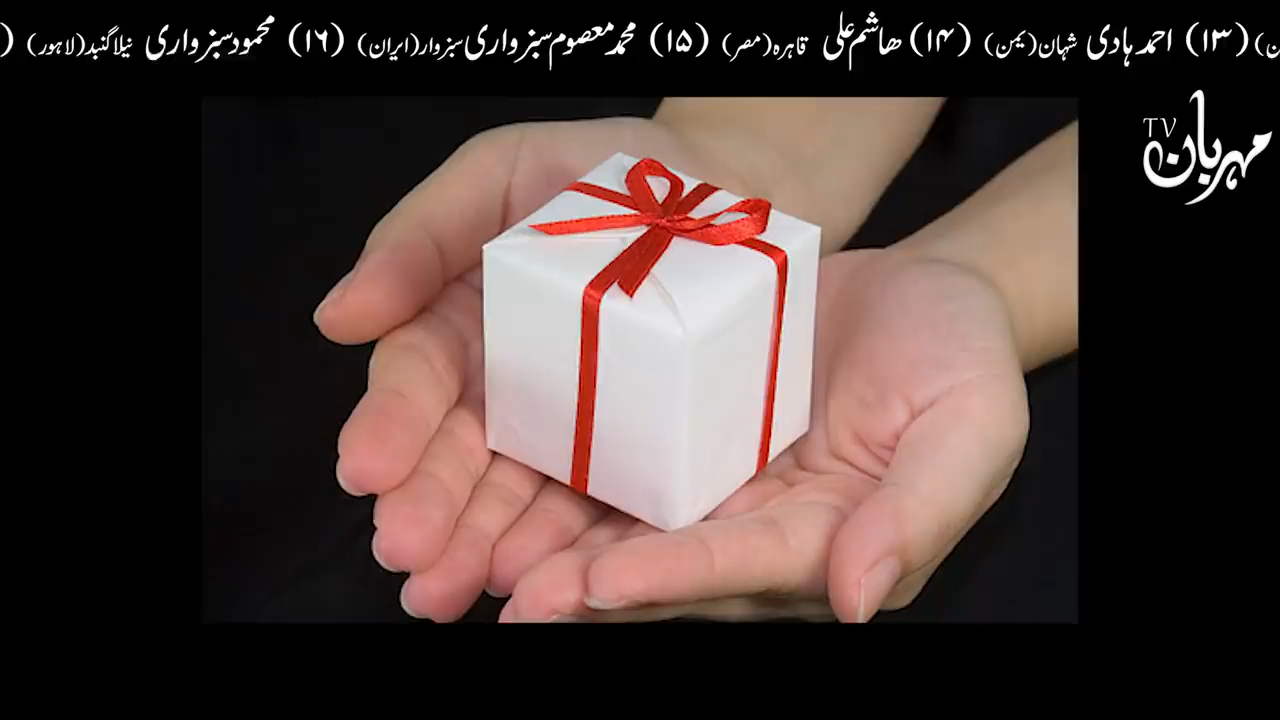 (۱۳) احمد ہادی شہان(یمن) (۱۴) ھاشم علی قاہرہ(مصر) (۱۵) محمد معصوم سبزواری سبزوار(ایران) (۱۶) محمود سبزواری نیلا گنبد(لاہور) (
TV
مہربان